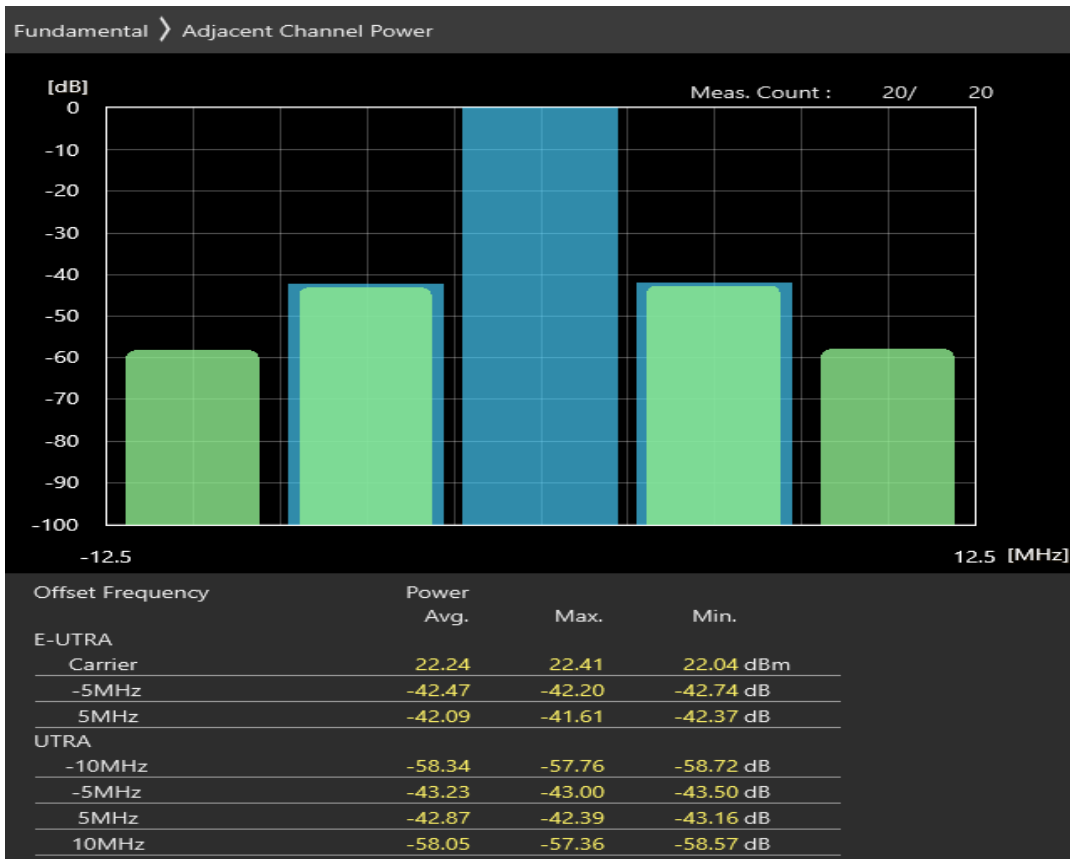 Fundamental 〉 Adjacent Channel Power
[dB]
Meas. Count : 20/ 20
0
-10
-20
-30
-40
-50
-60
-70
-80
-90
-100
-12.5 12.5 [MHz]
Offset Frequency Power
Avg. Max. Min.
E-UTRA
Carrier 22.24 22.41 22.04 dBm
-5MHz -42.47 -42.20 -42.74 dB
5MHz -42.09 -41.61 -42.37 dB
UTRA
-10MHz -58.34 -57.76 -58.72 dB
-5MHz -43.23 -43.00 -43.50 dB
5MHz -42.87 -42.39 -43.16 dB
10MHz -58.05 -57.36 -58.57 dB